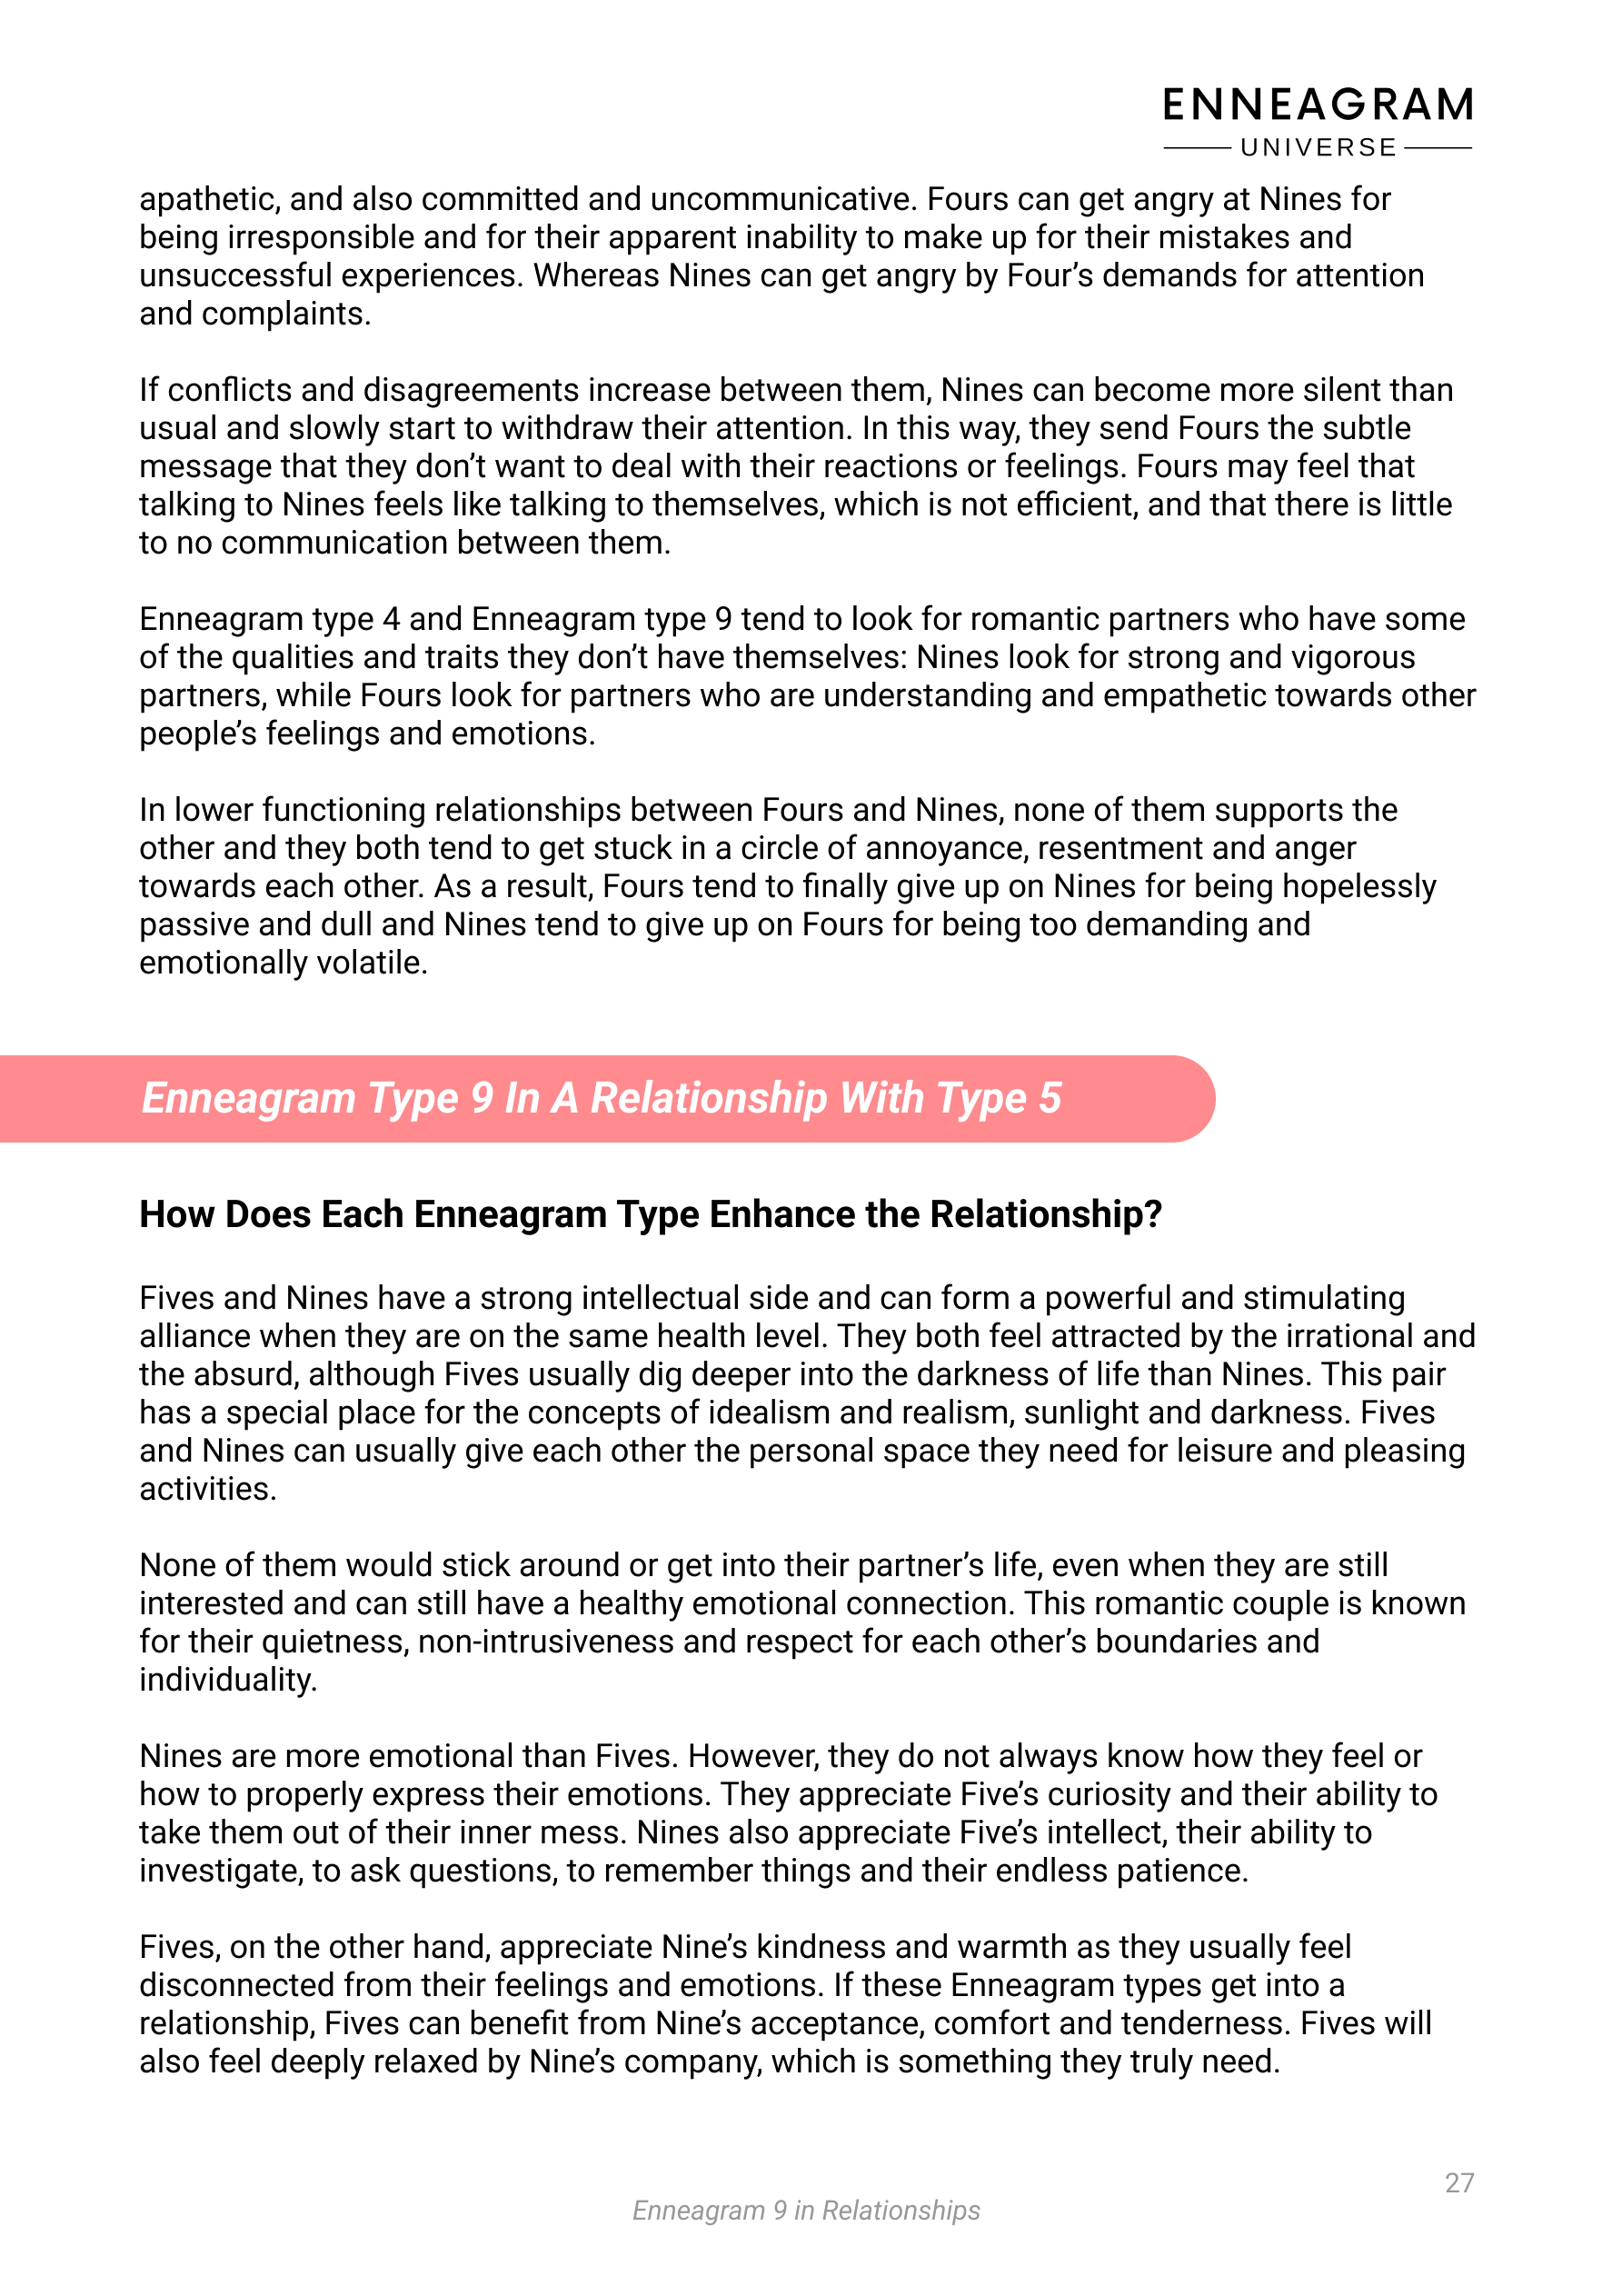 ENNEAGRAM
UNIVERSE
apathetic, and also committed and uncommunicative. Fours can get angry at Nines for
being irresponsible and for their apparent inability to make up for their mistakes and
unsuccessful experiences. Whereas Nines can get angry by Four’s demands for attention
and complaints.
If conflicts and disagreements increase between them, Nines can become more silent than
usual and slowly start to withdraw their attention. In this way, they send Fours the subtle
message that they don’t want to deal with their reactions or feelings. Fours may feel that
talking to Nines feels like talking to themselves, which is not efficient, and that there is little
to no communication between them.
Enneagram type 4 and Enneagram type 9 tend to look for romantic partners who have some
of the qualities and traits they don’t have themselves: Nines look for strong and vigorous
partners, while Fours look for partners who are understanding and empathetic towards other
people’s feelings and emotions.
In lower functioning relationships between Fours and Nines, none of them supports the
other and they both tend to get stuck in a circle of annoyance, resentment and anger
towards each other. As a result, Fours tend to finally give up on Nines for being hopelessly
passive and dull and Nines tend to give up on Fours for being too demanding and
emotionally volatile.
Enneagram Type 9 In A Relationship With Type 5
How Does Each Enneagram Type Enhance the Relationship?
Fives and Nines have a strong intellectual side and can form a powerful and stimulating
alliance when they are on the same health level. They both feel attracted by the irrational and
the absurd, although Fives usually dig deeper into the darkness of life than Nines. This pair
has a special place for the concepts of idealism and realism, sunlight and darkness. Fives
and Nines can usually give each other the personal space they need for leisure and pleasing
activities.
None of them would stick around or get into their partner’s life, even when they are still
interested and can still have a healthy emotional connection. This romantic couple is known
for their quietness, non-intrusiveness and respect for each other’s boundaries and
individuality.
Nines are more emotional than Fives. However, they do not always know how they feel or
how to properly express their emotions. They appreciate Five’s curiosity and their ability to
take them out of their inner mess. Nines also appreciate Five’s intellect, their ability to
investigate, to ask questions, to remember things and their endless patience.
Fives, on the other hand, appreciate Nine’s kindness and warmth as they usually feel
disconnected from their feelings and emotions. If these Enneagram types get into a
relationship, Fives can benefit from Nine’s acceptance, comfort and tenderness. Fives will
also feel deeply relaxed by Nine’s company, which is something they truly need.
27
Enneagram 9 in Relationships